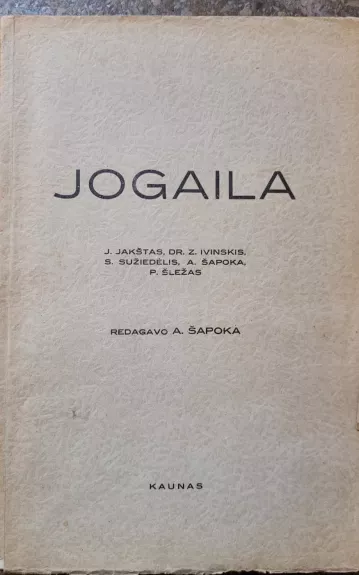 JOGAILA
J. JAKŠTAS, DR. Z. IVINSKIS,
S. SUŽIEDĖLIS, A. ŠAPOKA,
P. ŠLEŽAS
REDAGAVO A. ŠAPOKA
KAUNAS